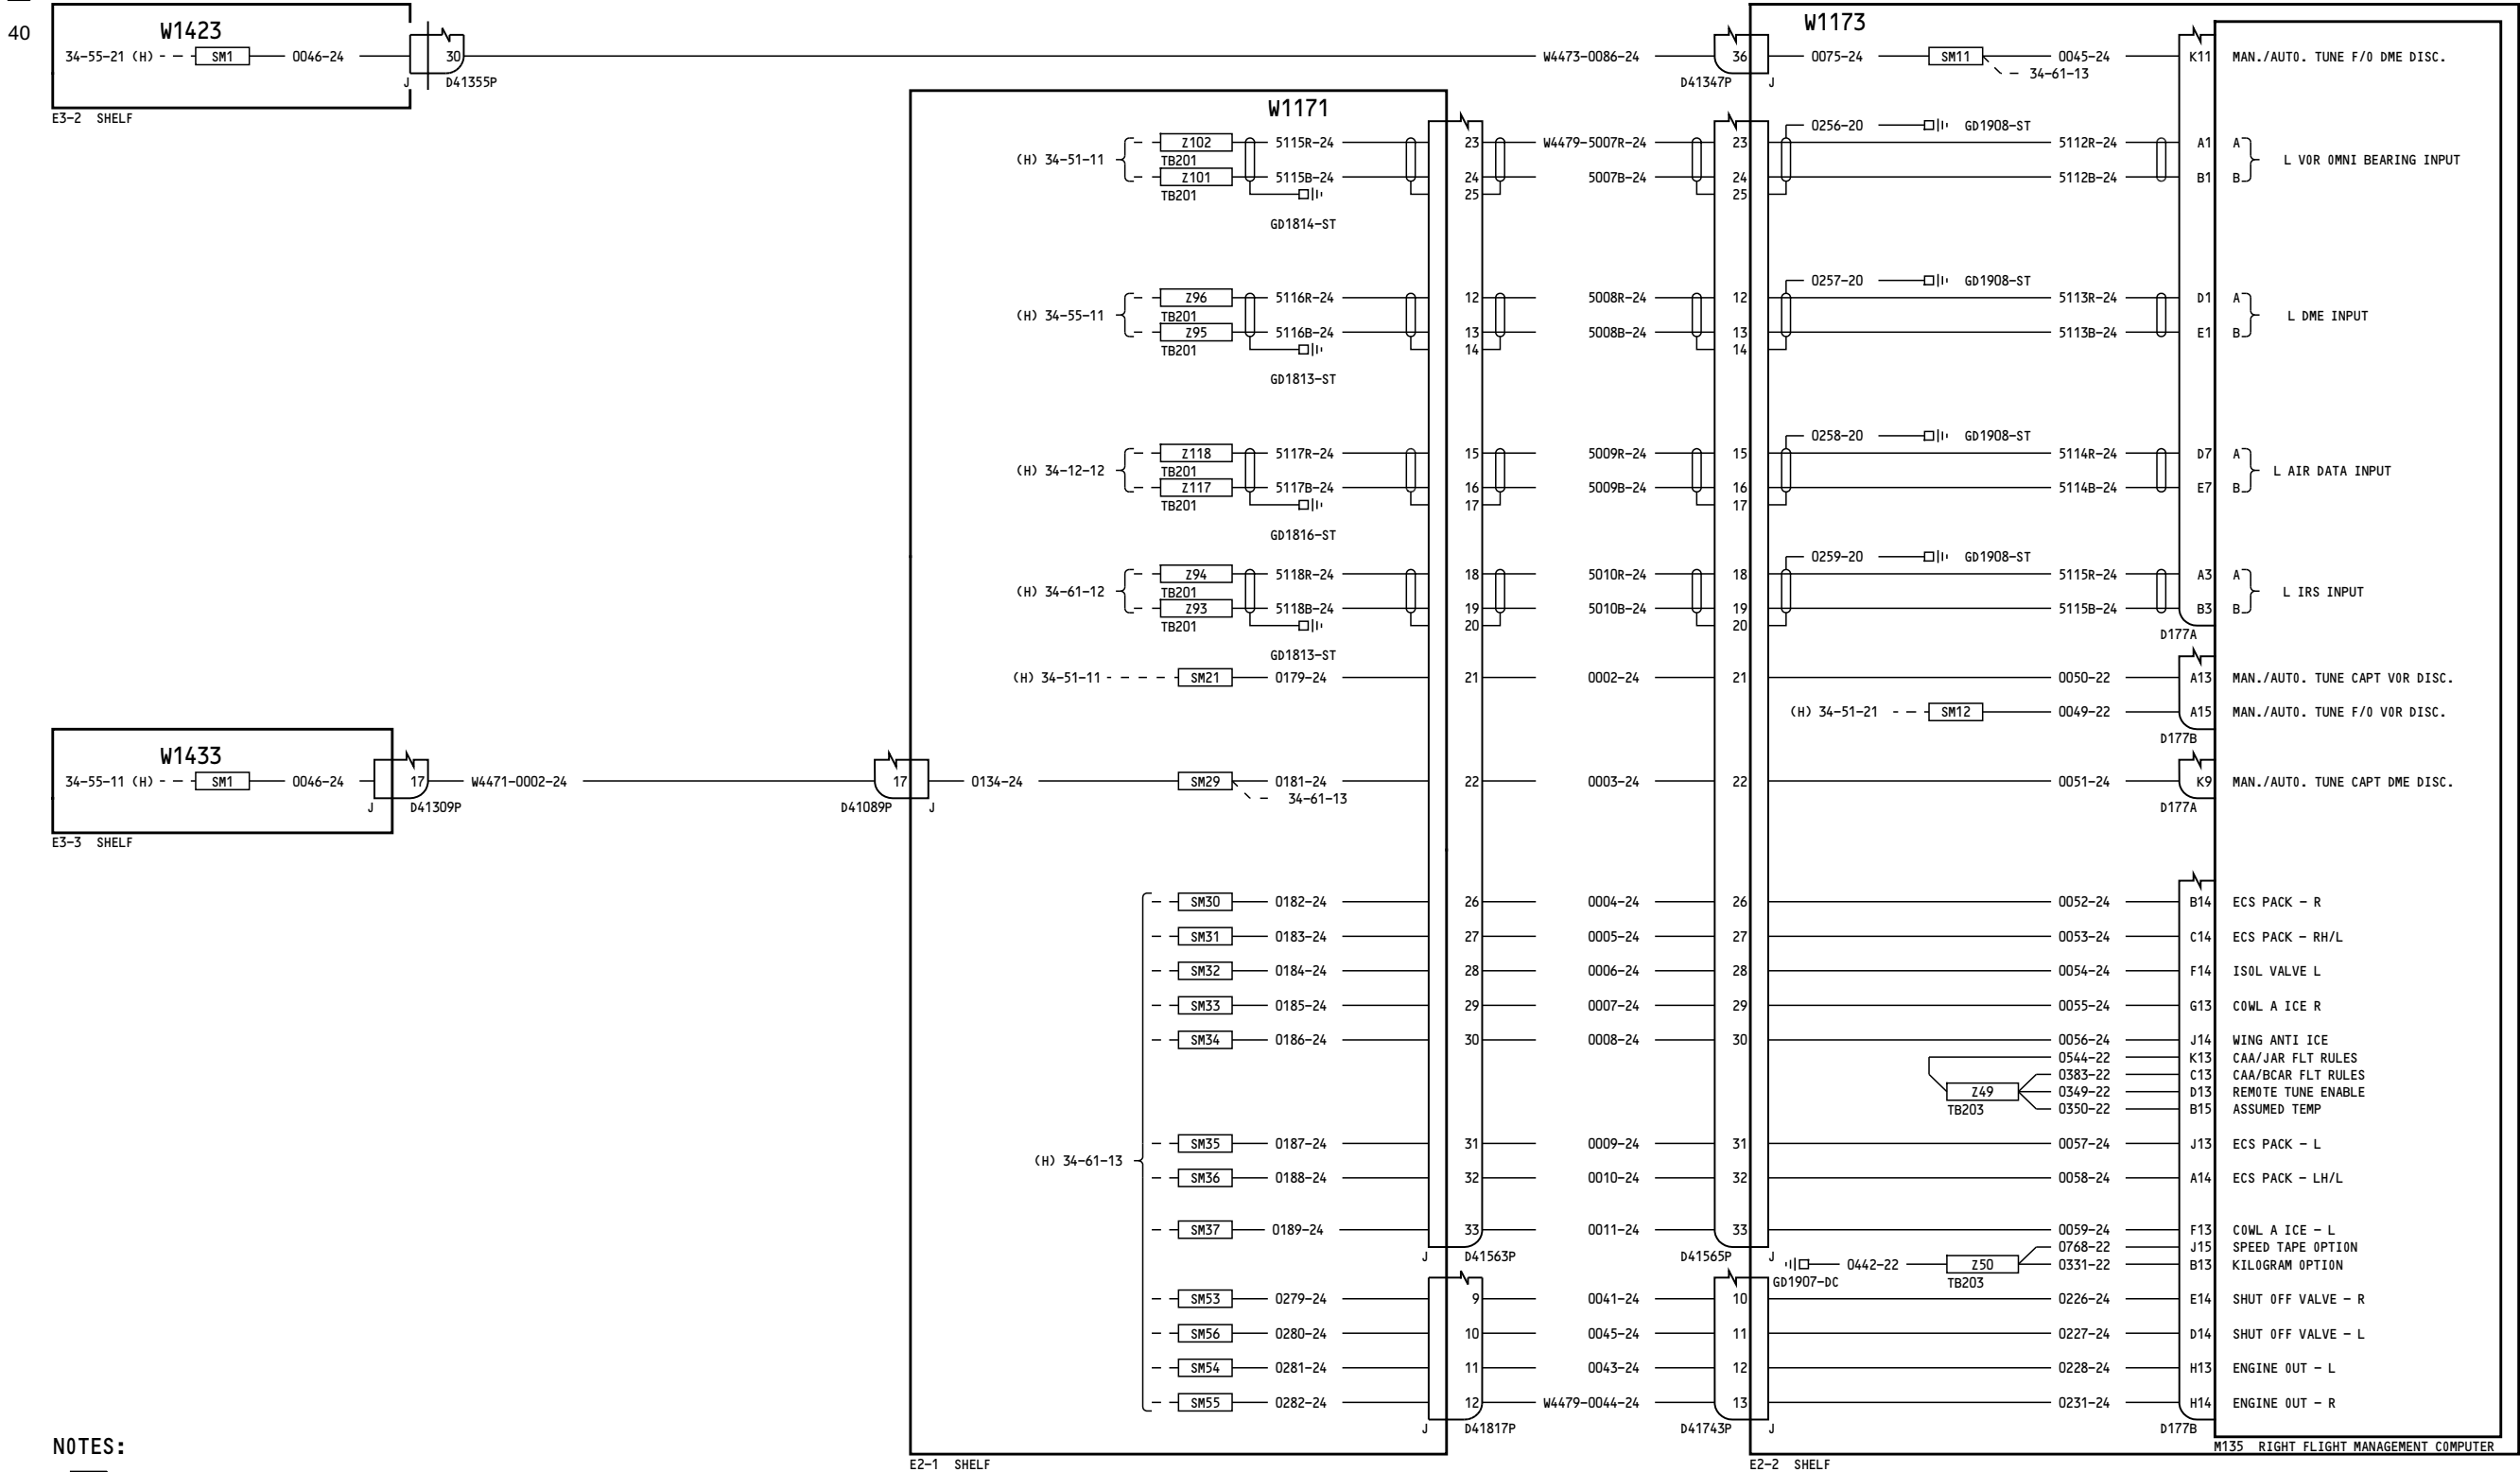 40
W1423
34-55-21 (H) SM1 0046-24 30 W4473-0086-24 36
J D41355P D41347P J
E3-2 SHELF
W1173
0075-24 SM11 0045-24 K11 MAN./AUTO. TUNE F/O DME DISC.
34-61-13
W1171
0256-20 GD1908-ST
(H) 34-51-11
Z102 5115R-24 23 W4479-5007R-24 23 5112R-24 A1 A
TB201
L VOR OMNI BEARING INPUT
Z101 5115B-24 24 5007B-24 24 5112B-24 B1 B
TB201 25 25
GD1814-ST
0257-20 GD1908-ST
(H) 34-55-11
Z96 5116R-24 12 5008R-24 12 5113R-24 D1 A
TB201
L DME INPUT
Z95 5116B-24 13 5008B-24 13 5113B-24 E1 B
TB201 14 14
GD1813-ST
0258-20 GD1908-ST
(H) 34-12-12
Z118 5117R-24 15 5009R-24 15 5114R-24 D7 A
TB201
L AIR DATA INPUT
Z117 5117B-24 16 5009B-24 16 5114B-24 E7 B
TB201 17 17
GD1816-ST
0259-20 GD1908-ST
(H) 34-61-12
Z94 5118R-24 18 5010R-24 18 5115R-24 A3 A
TB201
L IRS INPUT
Z93 5118B-24 19 5010B-24 19 5115B-24 B3 B
TB201 20 20
D177A
GD1813-ST
(H) 34-51-11 SM21 0179-24 21 0002-24 21 0050-22 A13 MAN./AUTO. TUNE CAPT VOR DISC.
(H) 34-51-21 SM12 0049-22 A15 MAN./AUTO. TUNE F/O VOR DISC.
D177B
W1433
34-55-11 (H) SM1 0046-24 17 W4471-0002-24 17 0134-24 SM29 0181-24 22 0003-24 22 0051-24 K9 MAN./AUTO. TUNE CAPT DME DISC.
34-61-13
J D41309P D41089P J D177A
E3-3 SHELF
SM30 0182-24 26 0004-24 26 0052-24 B14 ECS PACK - R
SM31 0183-24 27 0005-24 27 0053-24 C14 ECS PACK - RH/L
SM32 0184-24 28 0006-24 28 0054-24 F14 ISOL VALVE L
SM33 0185-24 29 0007-24 29 0055-24 G13 COWL A ICE R
SM34 0186-24 30 0008-24 30 0056-24 J14 WING ANTI ICE
0544-22 K13 CAA/JAR FLT RULES
0383-22 C13 CAA/BCAR FLT RULES
Z49 0349-22 D13 REMOTE TUNE ENABLE
TB203 0350-22 B15 ASSUMED TEMP
SM35 0187-24 31 0009-24 31 0057-24 J13 ECS PACK - L
(H) 34-61-13
SM36 0188-24 32 0010-24 32 0058-24 A14 ECS PACK - LH/L
SM37 0189-24 33 0011-24 33 0059-24 F13 COWL A ICE - L
J D41563P D41565P J
0768-22 J15 SPEED TAPE OPTION
0442-22 Z50 0331-22 B13 KILOGRAM OPTION
GD1907-DC TB203
SM53 0279-24 9 0041-24 10 0226-24 E14 SHUT OFF VALVE - R
SM56 0280-24 10 0045-24 11 0227-24 D14 SHUT OFF VALVE - L
SM54 0281-24 11 0043-24 12 0228-24 H13 ENGINE OUT - L
SM55 0282-24 12 W4479-0044-24 13 0231-24 H14 ENGINE OUT - R
J D41817P D41743P J D177B
M135 RIGHT FLIGHT MANAGEMENT COMPUTER
E2-1 SHELF E2-2 SHELF
NOTES: